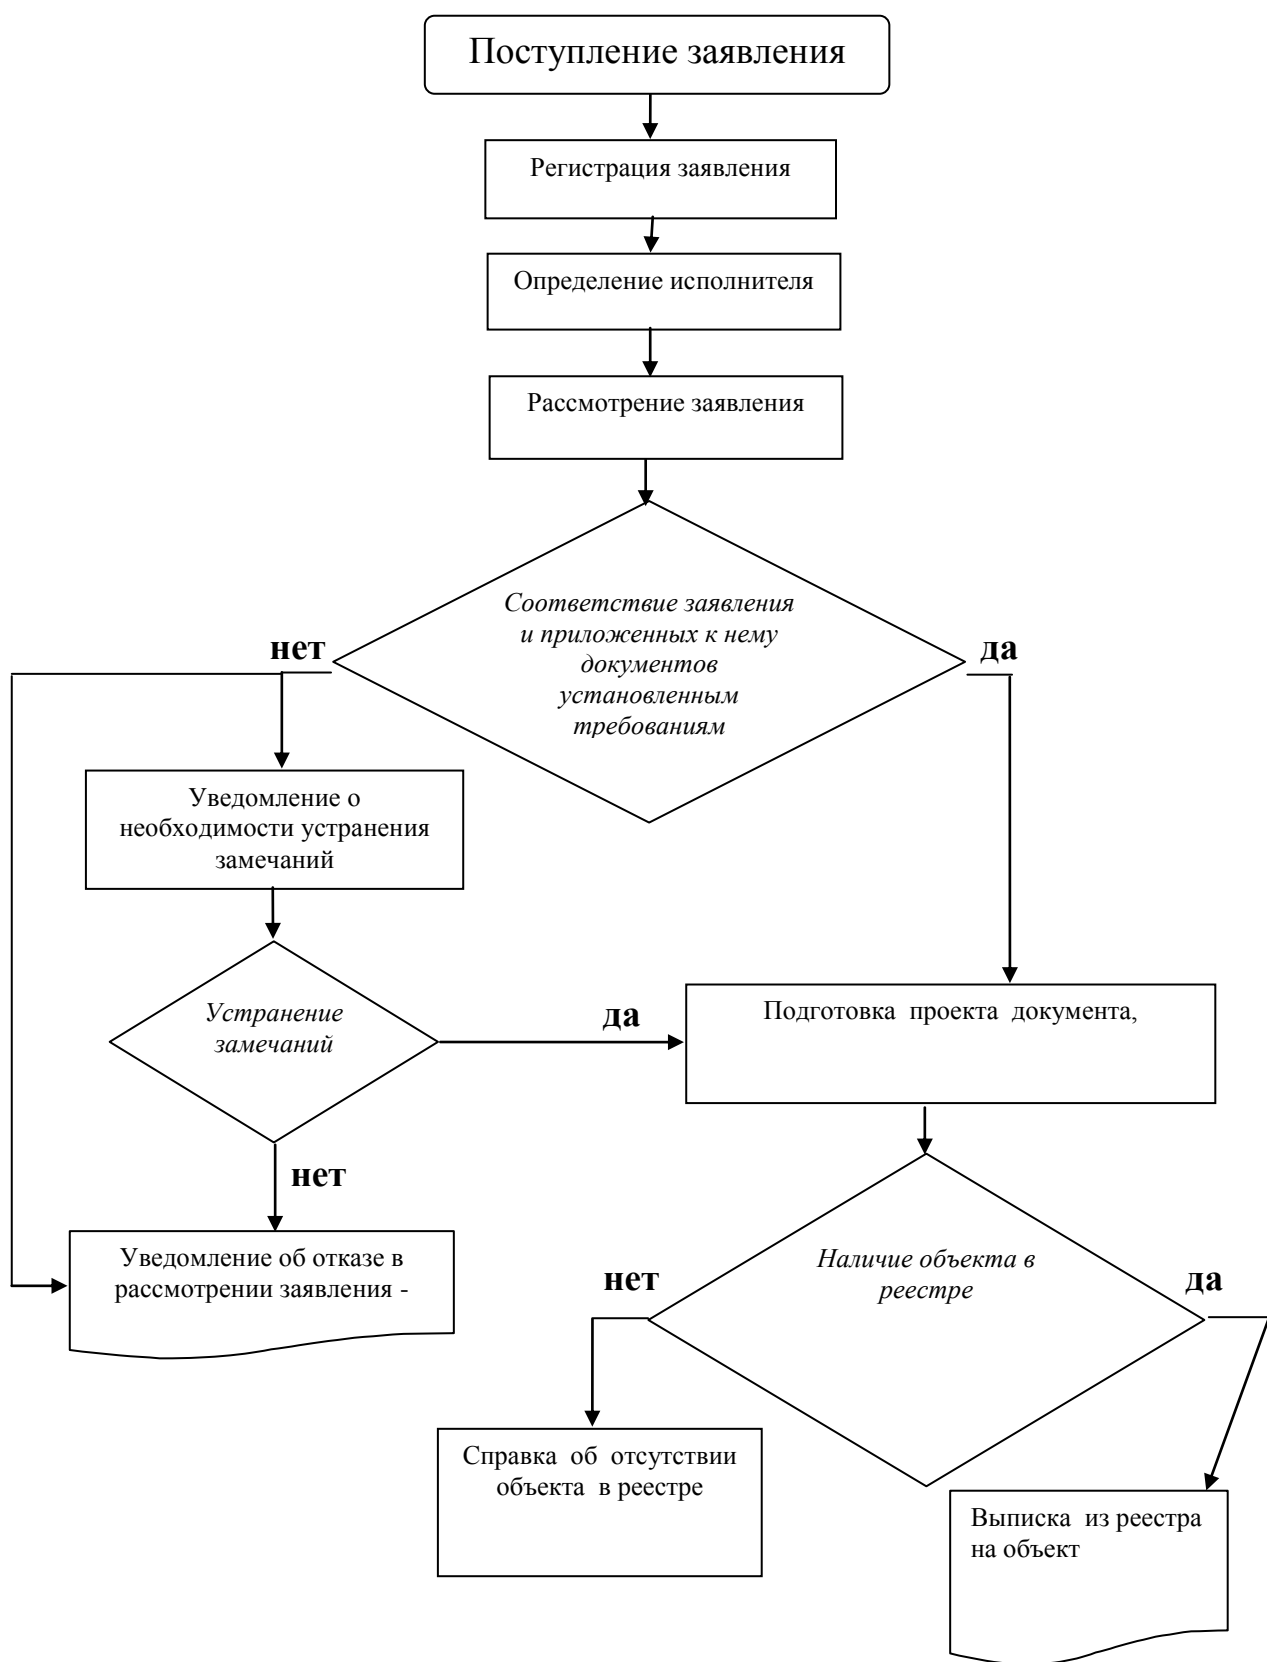 Поступление заявления
Регистрация заявления
Определение исполнителя
Рассмотрение заявления
Соответствие заявления
и приложенных к нему
документов
установленным
требованиям
нет
да
Уведомление о
необходимости устранения
замечаний
Устранение
замечаний
да
Подготовка проекта документа,
нет
Уведомление об отказе в
рассмотрении заявления -
Наличие объекта в
реестре
нет
да
Справка об отсутствии
объекта в реестре
Выписка из реестра
на объект